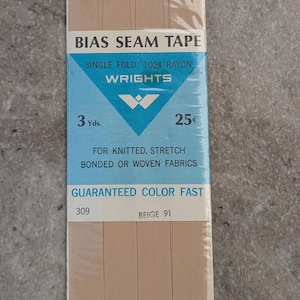 BIAS SEAM TAPE
SINGLE FOLD 100% RAYON
WRIGHTS
3 Yds. 25¢
FOR KNITTED, STRETCH
BONDED OR WOVEN FABRICS
GUARANTEED COLOR FAST
309 BEIGE 91